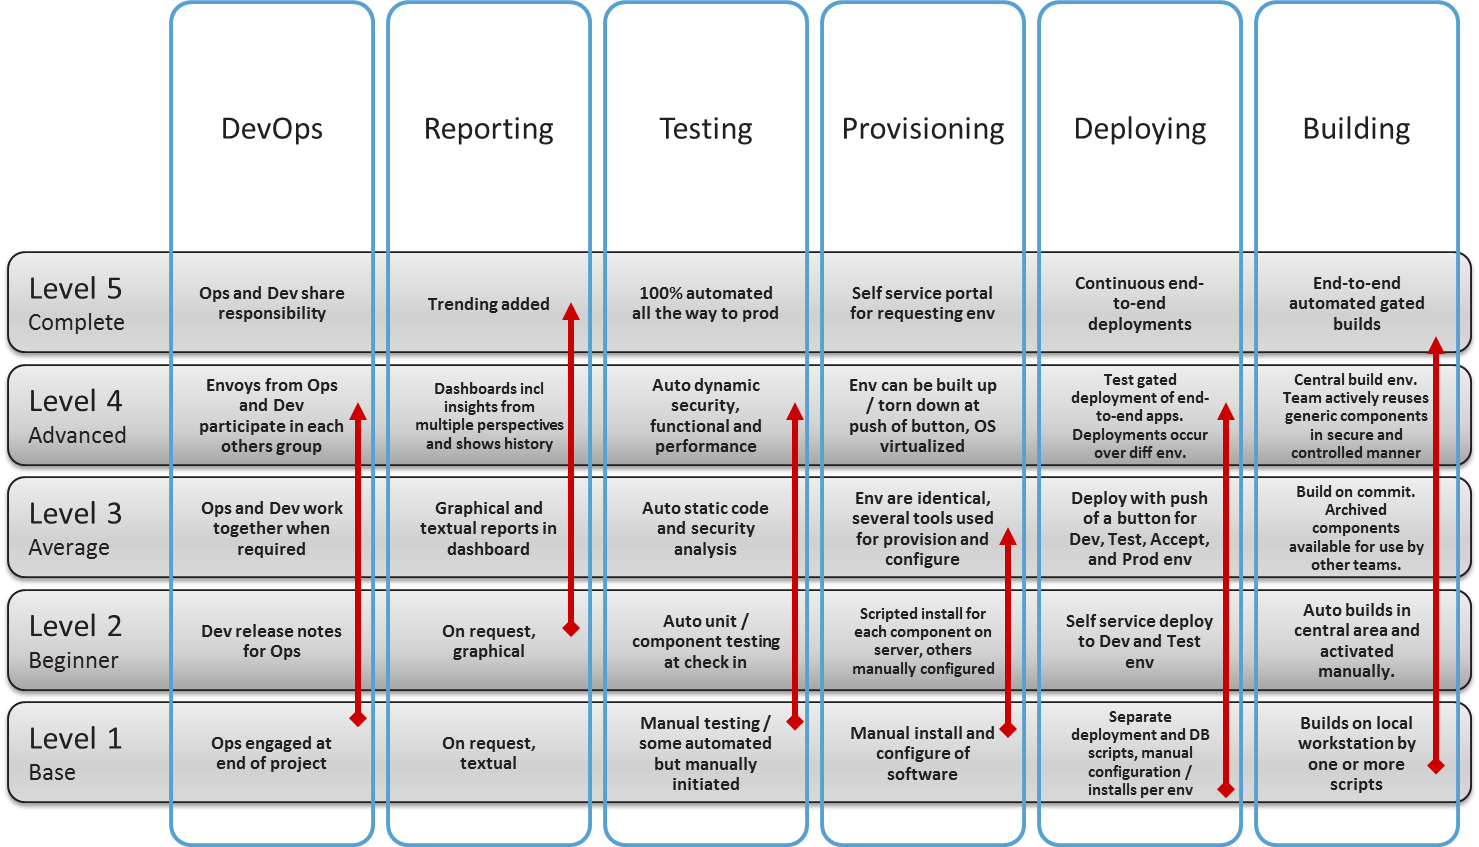 DevOps
Reporting
Testing
Provisioning
Deploying
Building
Level 5
Complete
Ops and Dev share
responsibility
Trending added
100% automated
all the way to prod
Self service portal
for requesting env
Continuous end-
to-end
deployments
End-to-end
automated gated
builds
Level 4
Advanced
Envoys from Ops
and Dev
participate in each
others group
Dashboards incl
insights from
multiple perspectives
and shows history
Auto dynamic
security,
functional and
performance
Env can be built up
/ torn down at
push of button, OS
virtualized
Test gated
deployment of end-
to-end apps.
Deployments occur
over diff env.
Central build env.
Team actively reuses
generic components
in secure and
controlled manner
Level 3
Average
Ops and Dev work
together when
required
Graphical and
textual reports in
dashboard
Auto static code
and security
analysis
Env are identical,
several tools used
for provision and
configure
Deploy with push
of a button for
Dev, Test, Accept,
and Prod env
Build on commit.
Archived
components
available for use by
other teams.
Level 2
Beginner
Dev release notes
for Ops
On request,
graphical
Auto unit /
component testing
at check in
Scripted install for
each component on
server, others
manually configured
Self service deploy
to Dev and Test
env
Auto builds in
central area and
activated
manually.
Level 1
Base
Ops engaged at
end of project
On request,
textual
Manual testing /
some automated
but manually
initiated
Manual install and
configure of
software
Separate
deployment and DB
scripts, manual
configuration /
installs per env
Builds on local
workstation by
one or more
scripts